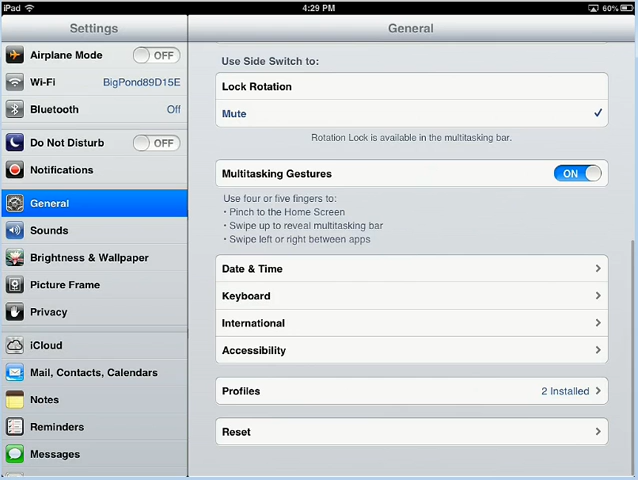 iPad 4:29 PM 60%
Settings
General
Airplane Mode OFF
Wi-Fi BigPond89D15E
Bluetooth Off
Do Not Disturb OFF
Notifications
General
Sounds
Brightness & Wallpaper
Picture Frame
Privacy
iCloud
Mail, Contacts, Calendars
Notes
Reminders
Messages
Use Side Switch to:
Lock Rotation
Mute
Rotation Lock is available in the multitasking bar.
Multitasking Gestures ON
Use four or five fingers to:
• Pinch to the Home Screen
• Swipe up to reveal multitasking bar
• Swipe left or right between apps
Date & Time
Keyboard
International
Accessibility
Profiles 2 Installed
Reset